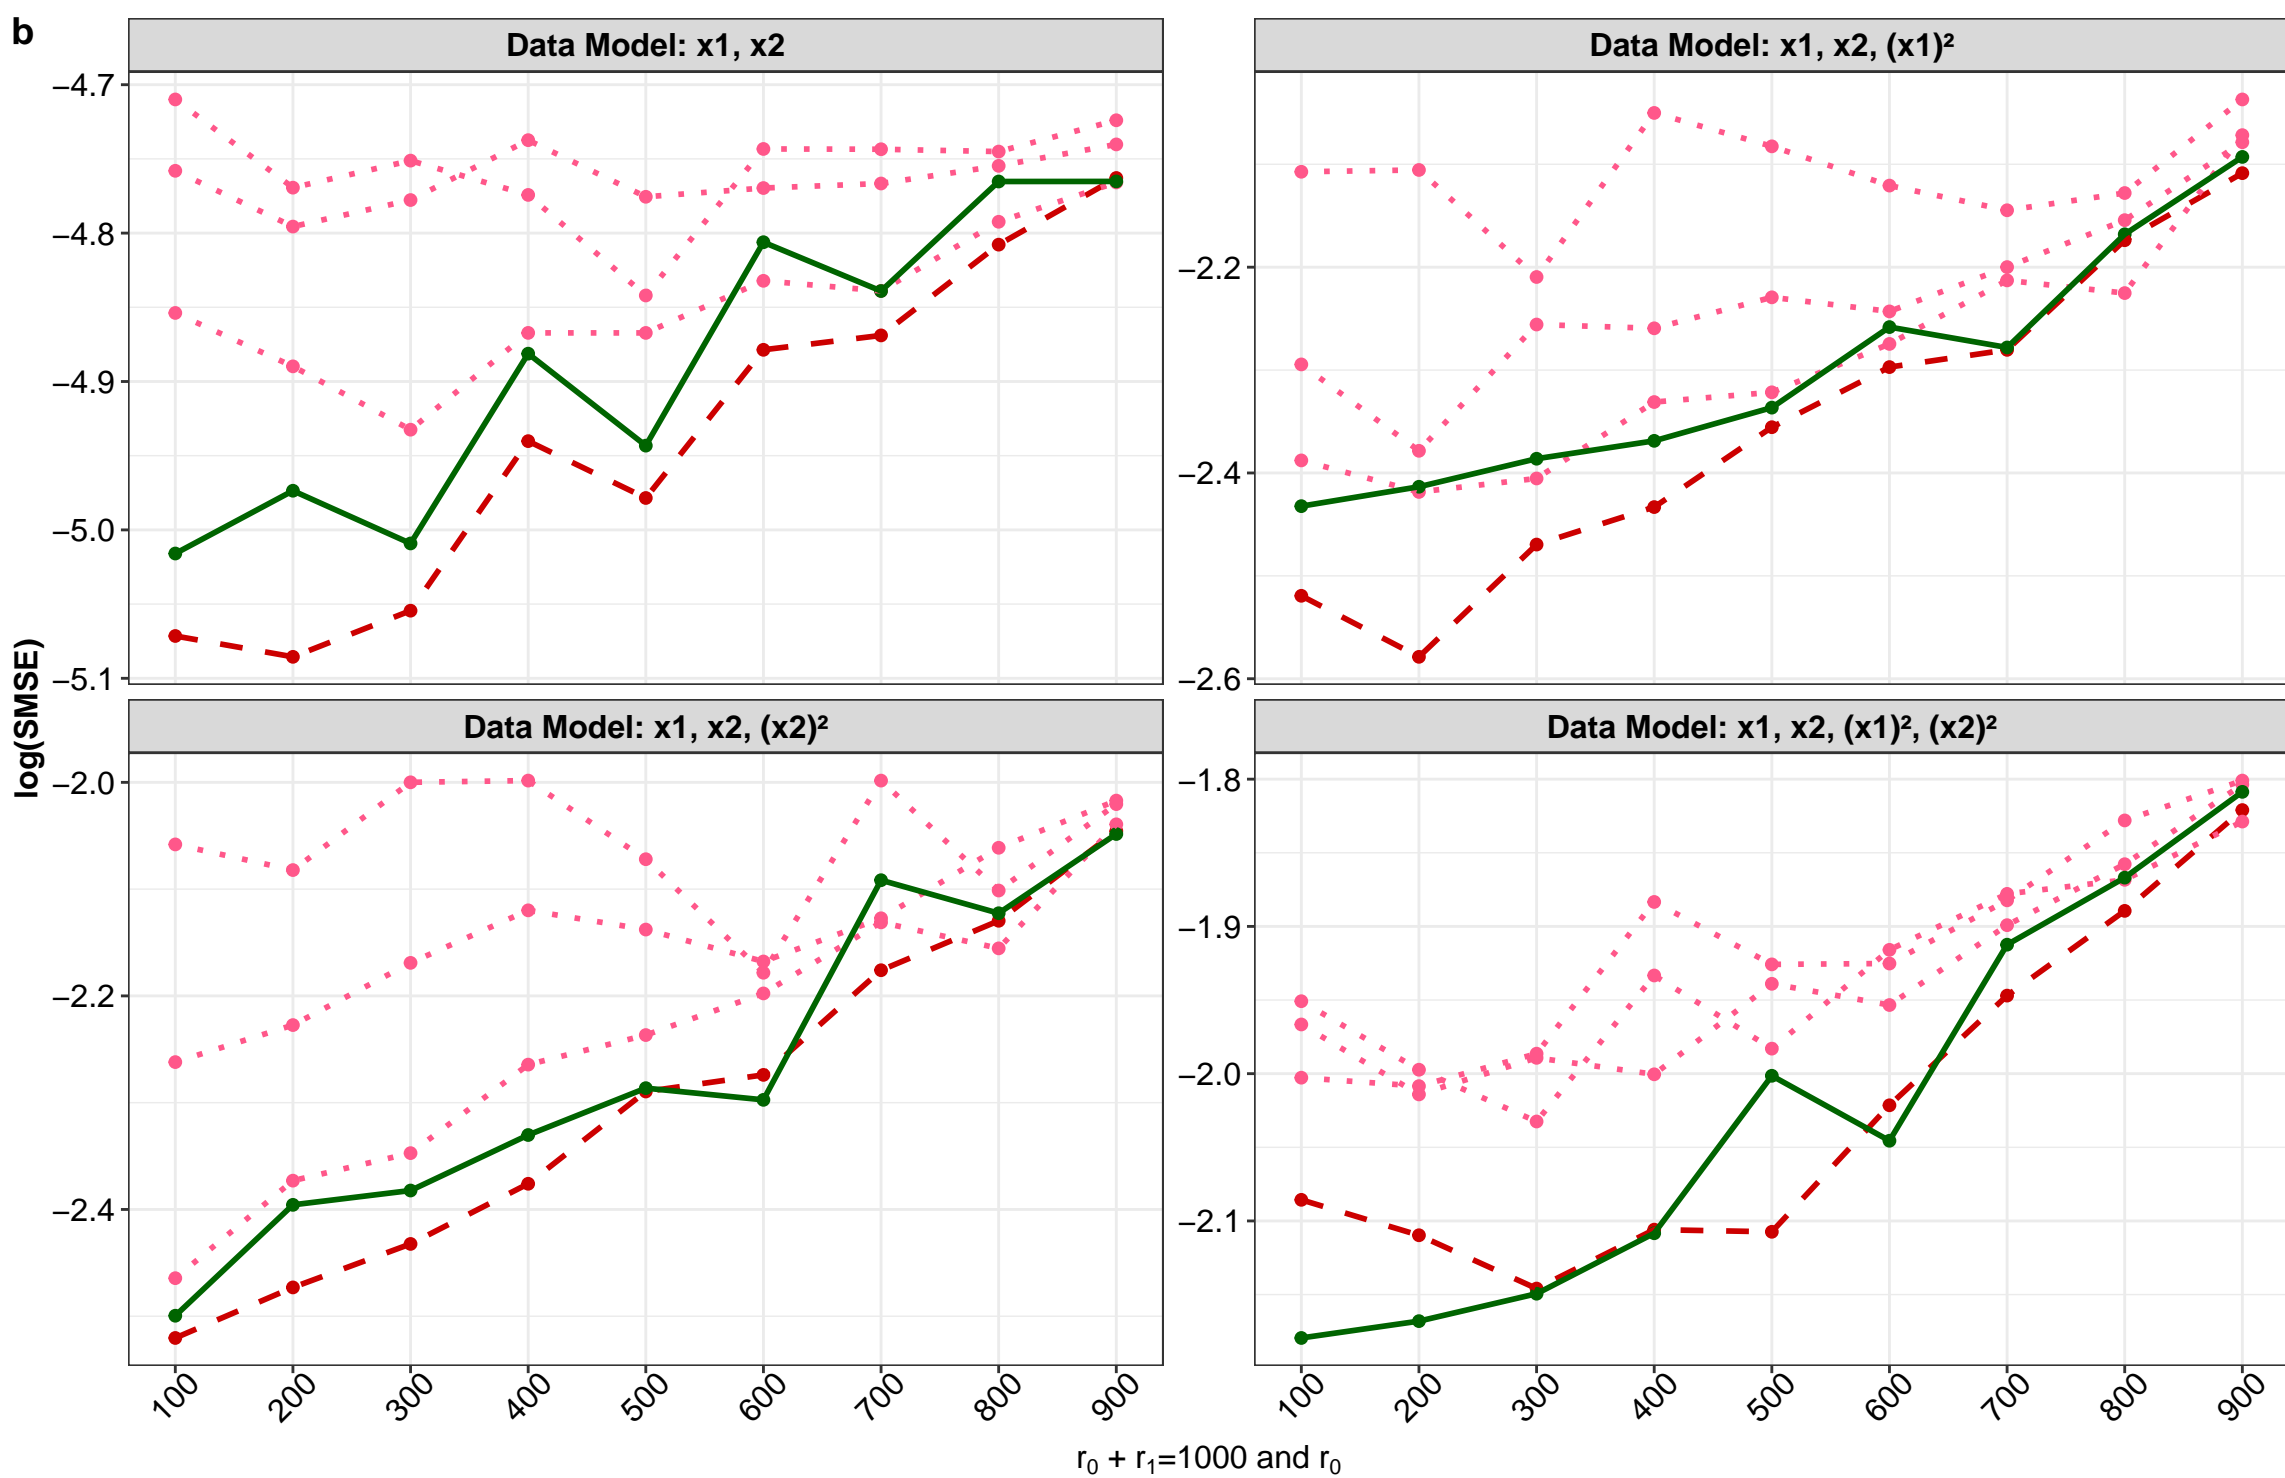 b
Data Model: x1, x2
Data Model: x1, x2, (x1)²
−4.7
−4.8
−4.9
−5.0
−5.1
−2.2
−2.4
−2.6
Data Model: x1, x2, (x2)²
Data Model: x1, x2, (x1)², (x2)²
log(SMSE)
−2.0
−2.2
−2.4
−1.8
−1.9
−2.0
−2.1
100 200 300 400 500 600 700 800 900
100 200 300 400 500 600 700 800 900
r₀ + r₁=1000 and r₀